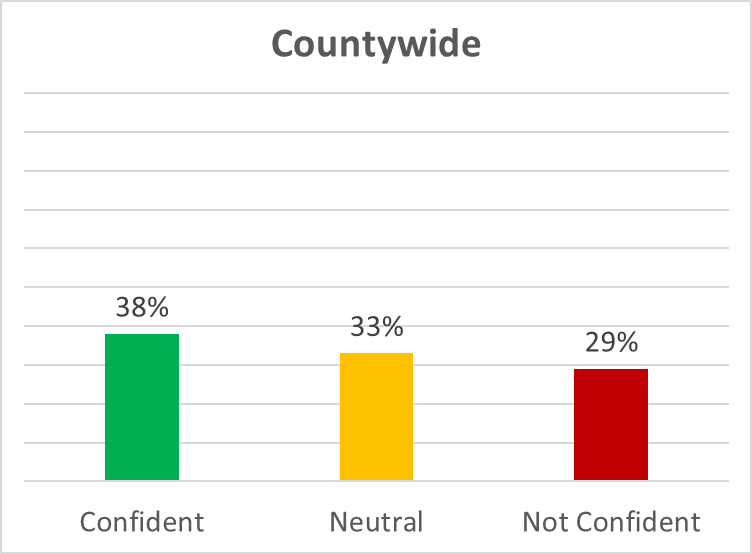 Countywide
38%
33%
29%
Confident
Neutral
Not Confident